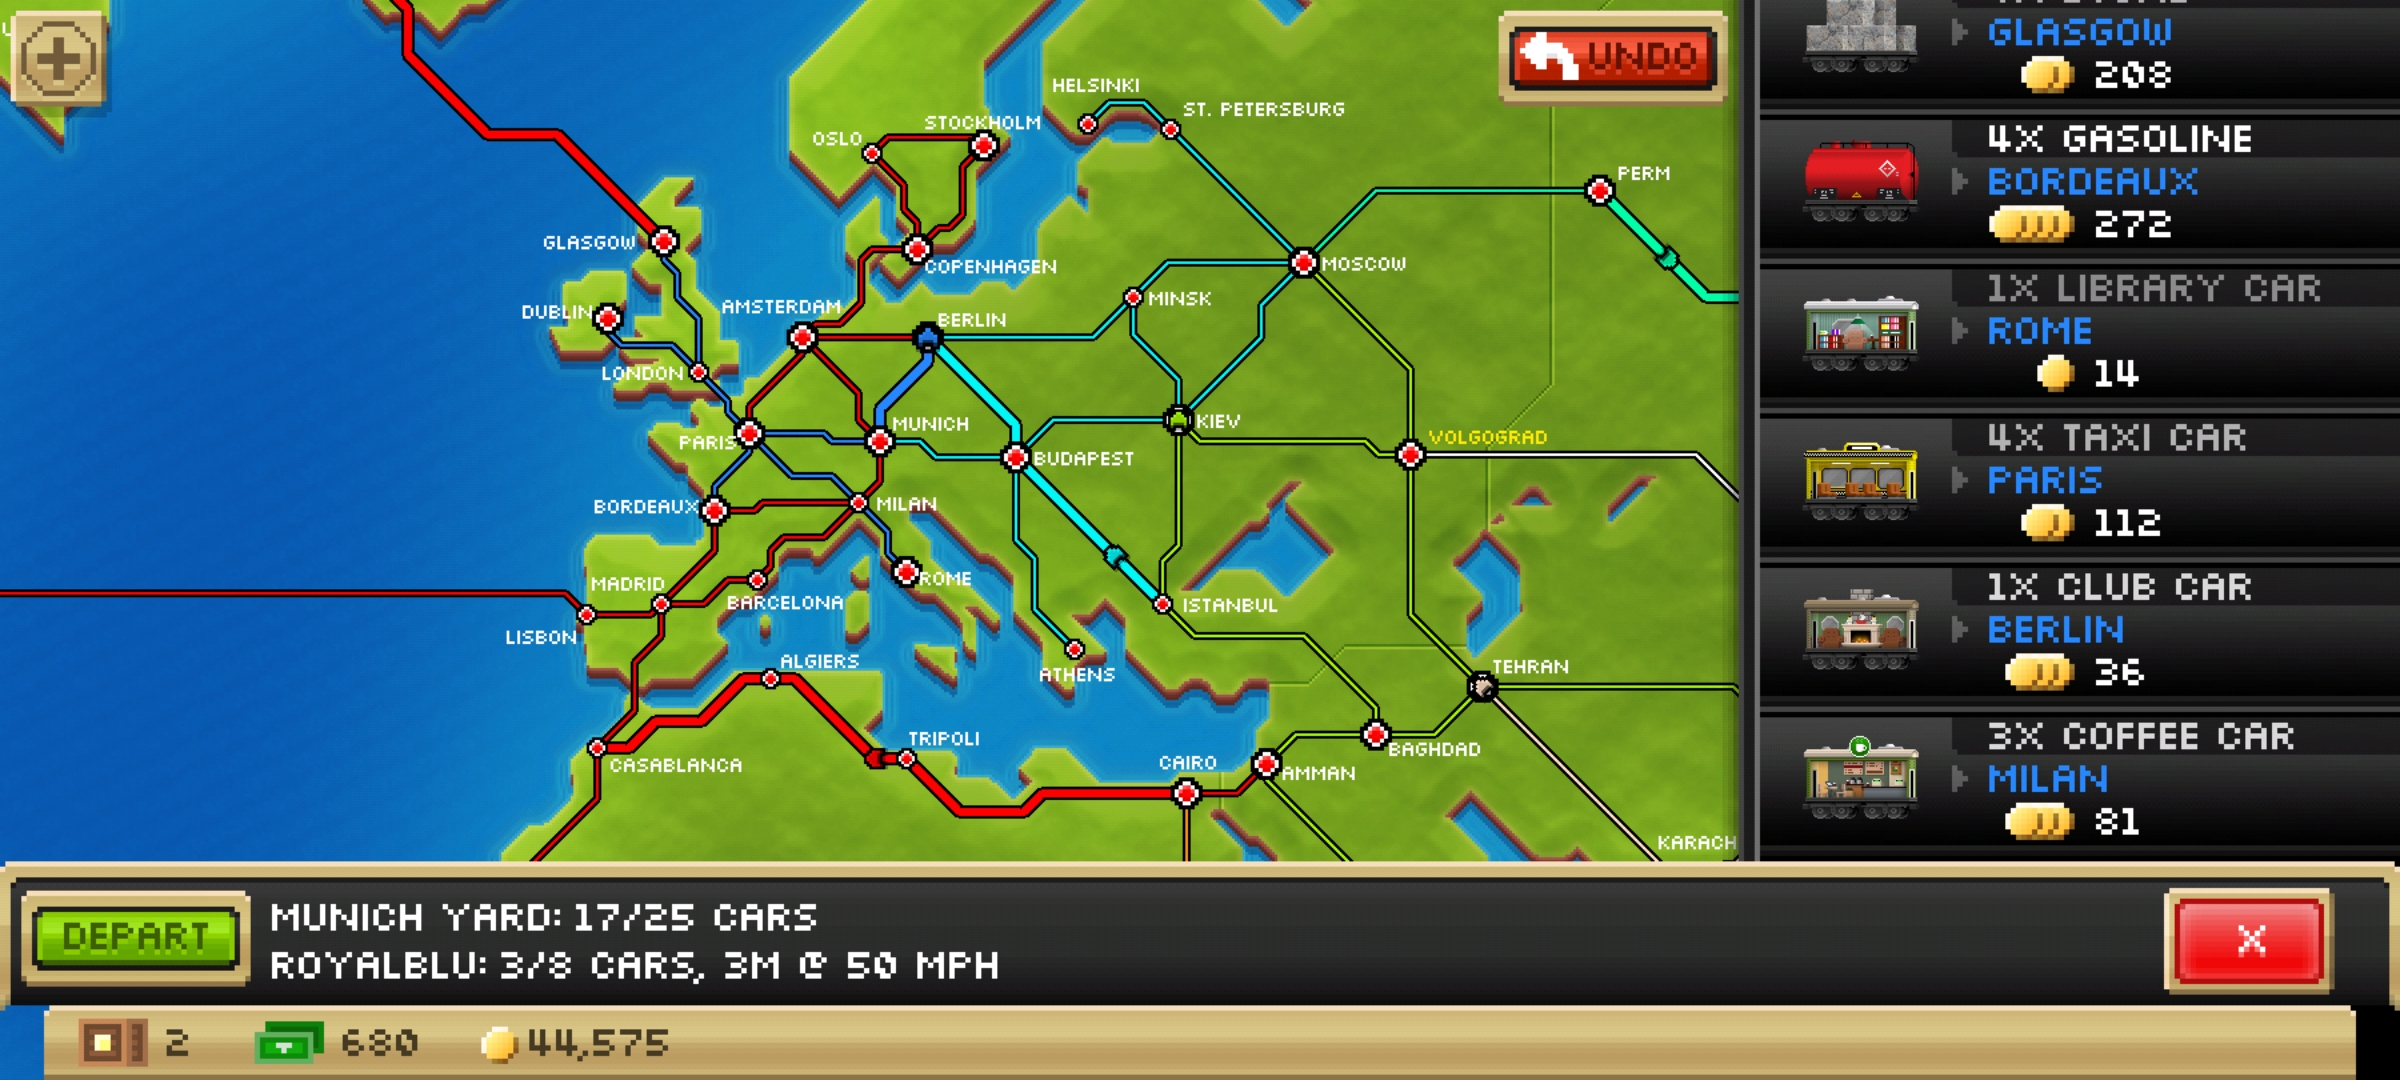 UNDO
HELSINKI
ST. PETERSBURG
STOCKHOLM
OSLO
PERM
GLASGOW
COPENHAGEN
MOSCOW
DUBLIN
AMSTERDAM
BERLIN
MINSK
LONDON
PARIS
MUNICH
KIEV
VOLGOGRAD
BUDAPEST
BORDEAUX
MILAN
MADRID
BARCELONA
ROME
ISTANBUL
LISBON
ALGIERS
ATHENS
TEHRAN
TRIPOLI
CASABLANCA
CAIRO
AMMAN
BAGHDAD
KARACH
GLASGOW
208
4X GASOLINE
BORDEAUX
272
1X LIBRARY CAR
ROME
14
4X TAXI CAR
PARIS
112
1X CLUB CAR
BERLIN
36
3X COFFEE CAR
MILAN
81
DEPART
MUNICH YARD: 17/25 CARS
ROYALBLU: 3/8 CARS, 3M @ 50 MPH
X
2
680
44,575